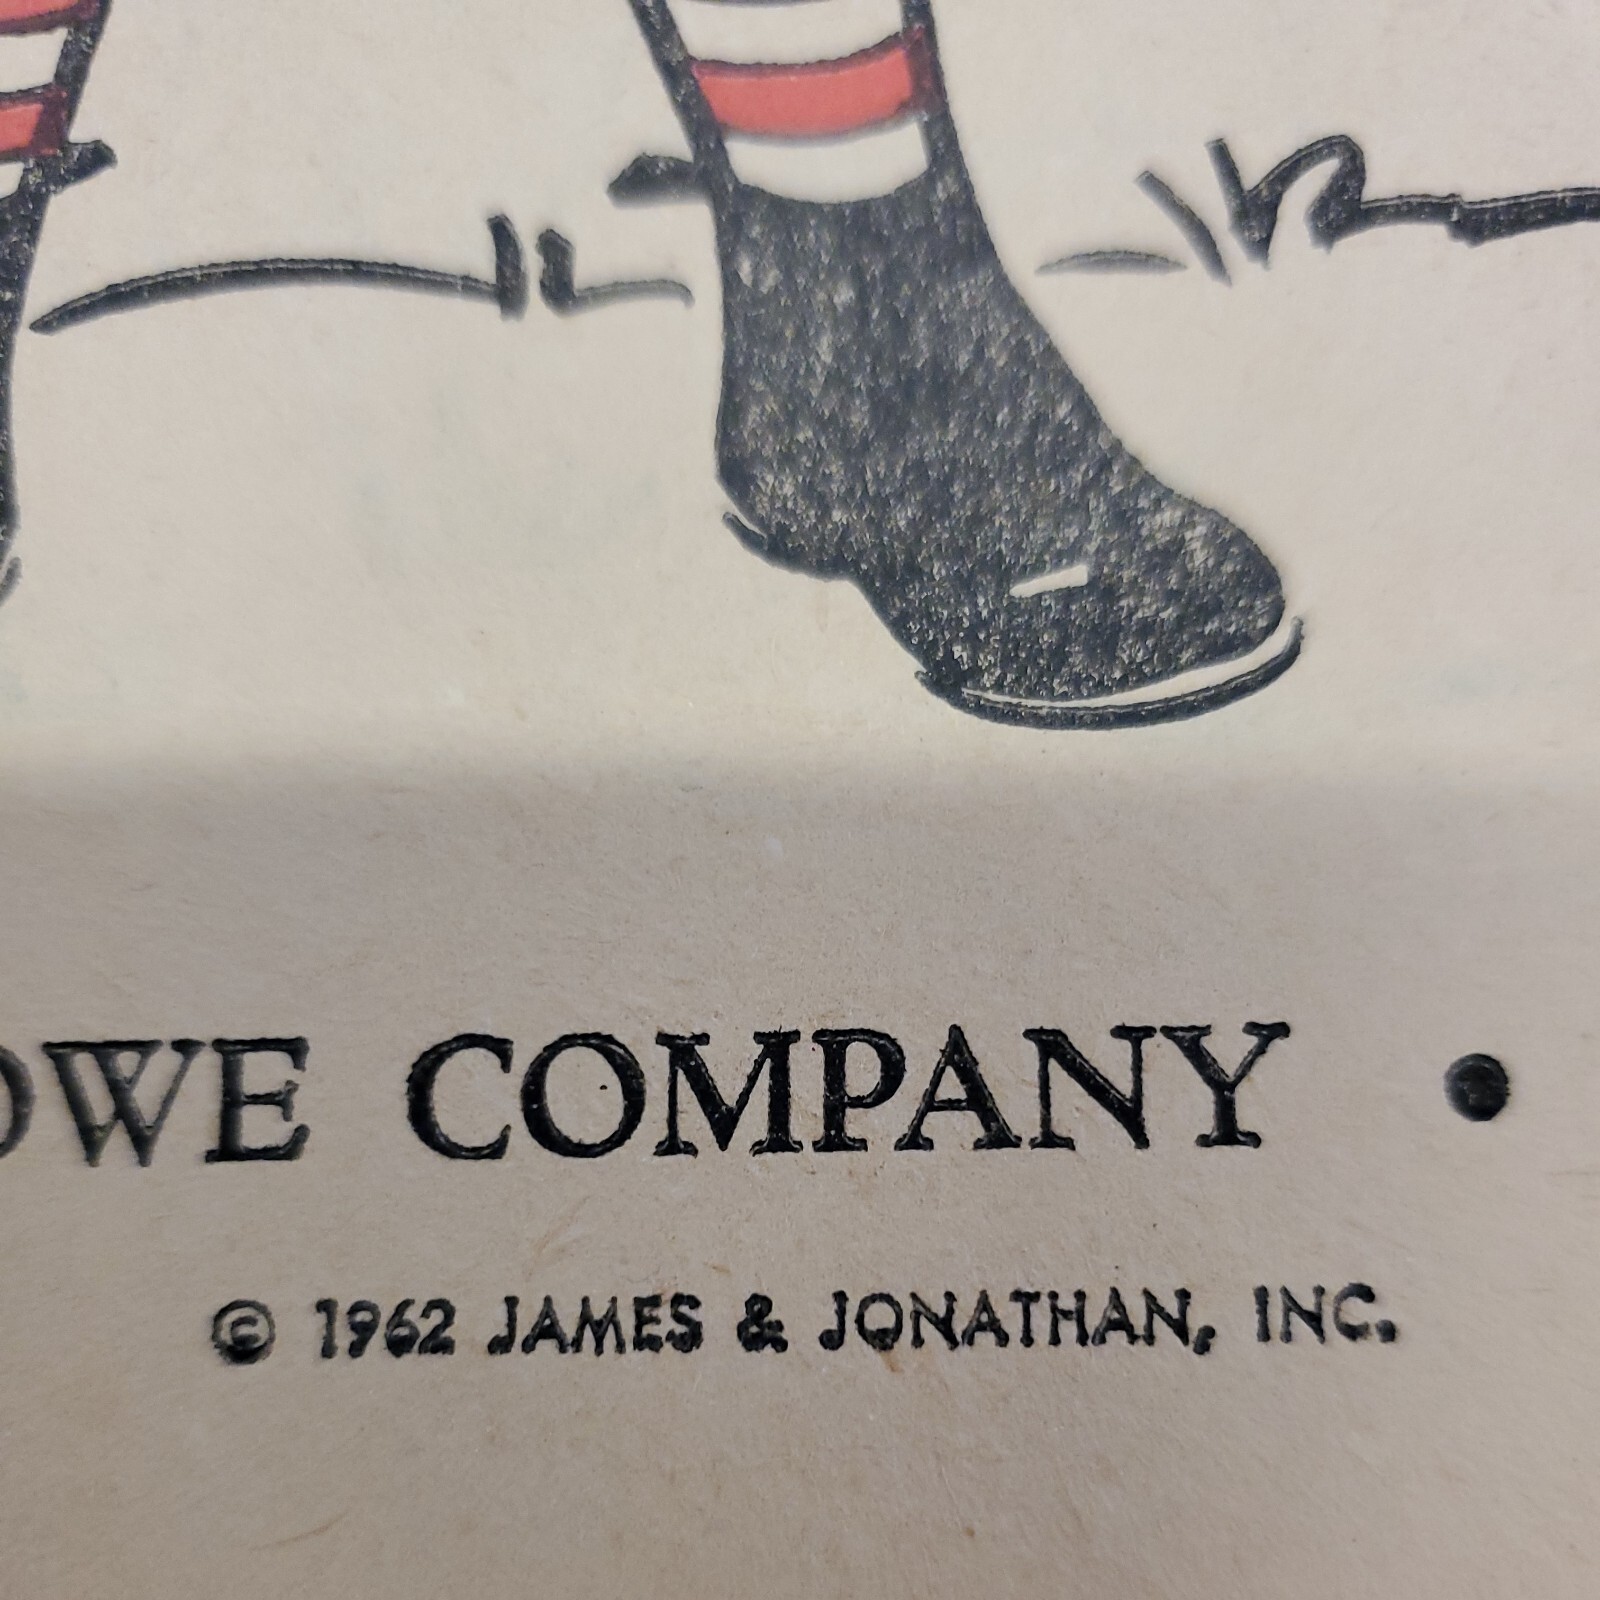 OWE COMPANY •
© 1962 JAMES & JONATHAN, INC.